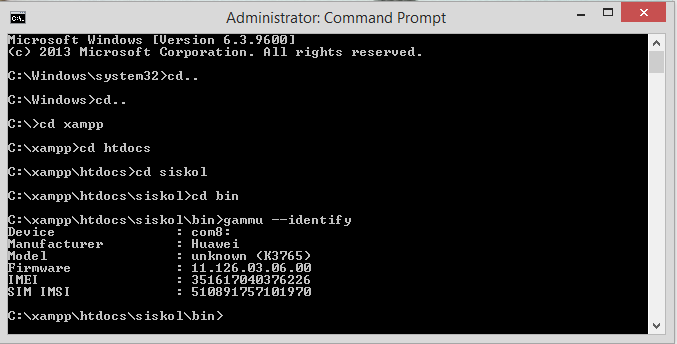 Administrator: Command Prompt
Microsoft Windows [Version 6.3.9600]
(c) 2013 Microsoft Corporation. All rights reserved.
C:\Windows\system32>cd..
C:\Windows>cd..
C:\>cd xampp
C:\xampp>cd htdocs
C:\xampp\htdocs>cd siskol
C:\xampp\htdocs\siskol>cd bin
C:\xampp\htdocs\siskol\bin>gammu --identify
Device : com8:
Manufacturer : Huawei
Model : unknown (K3765)
Firmware : 11.126.03.06.00
IMEI : 351617040376226
SIM IMSI : 510891757101970
C:\xampp\htdocs\siskol\bin>